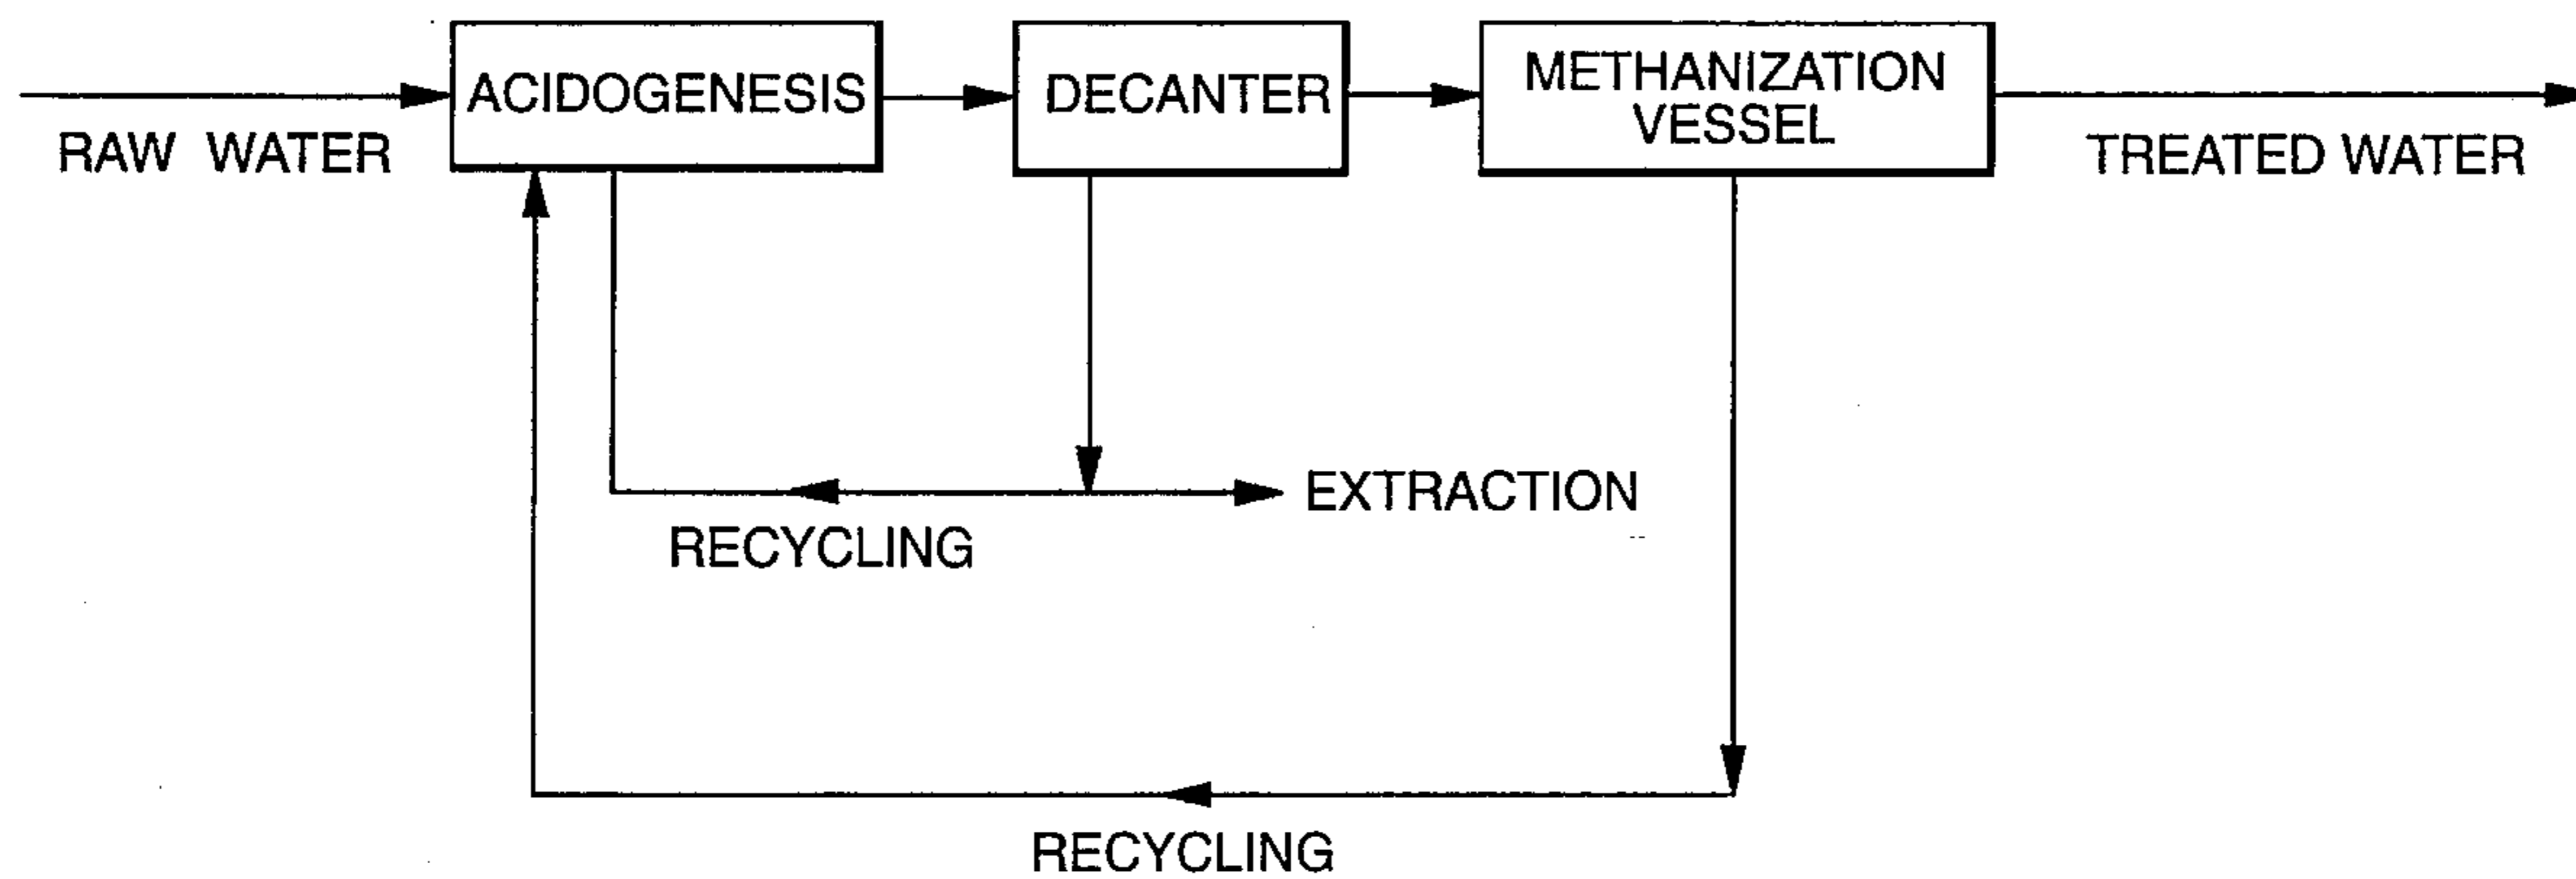 ACIDOGENESIS
DECANTER
METHANIZATION
VESSEL
RAW WATER
TREATED WATER
EXTRACTION
RECYCLING
RECYCLING